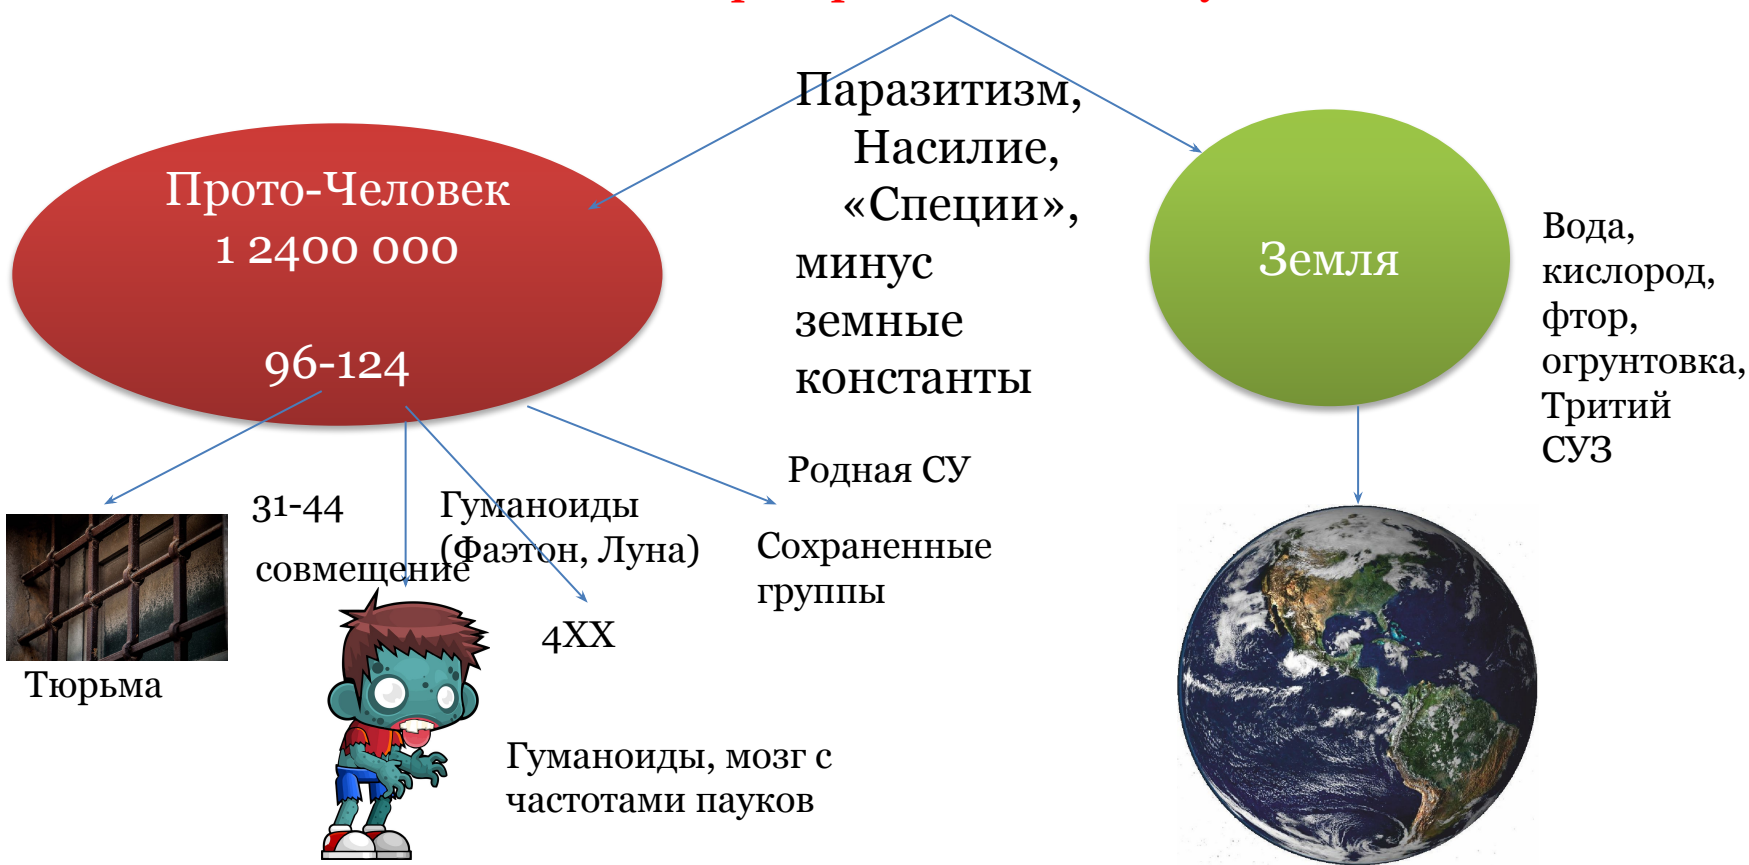 Паразитизм,
Насилие,
«Специи»,
минус
земные
константы
Прото-Человек
1 2400 000
96-124
Земля
Вода,
кислород,
фтор,
огрунтовка,
Тритий
СУЗ
Родная СУ
31-44
совмещение
Гуманоиды
(Фаэтон, Луна)
Сохраненные
группы
4ХХ
Тюрьма
Гуманоиды, мозг с
частотами пауков